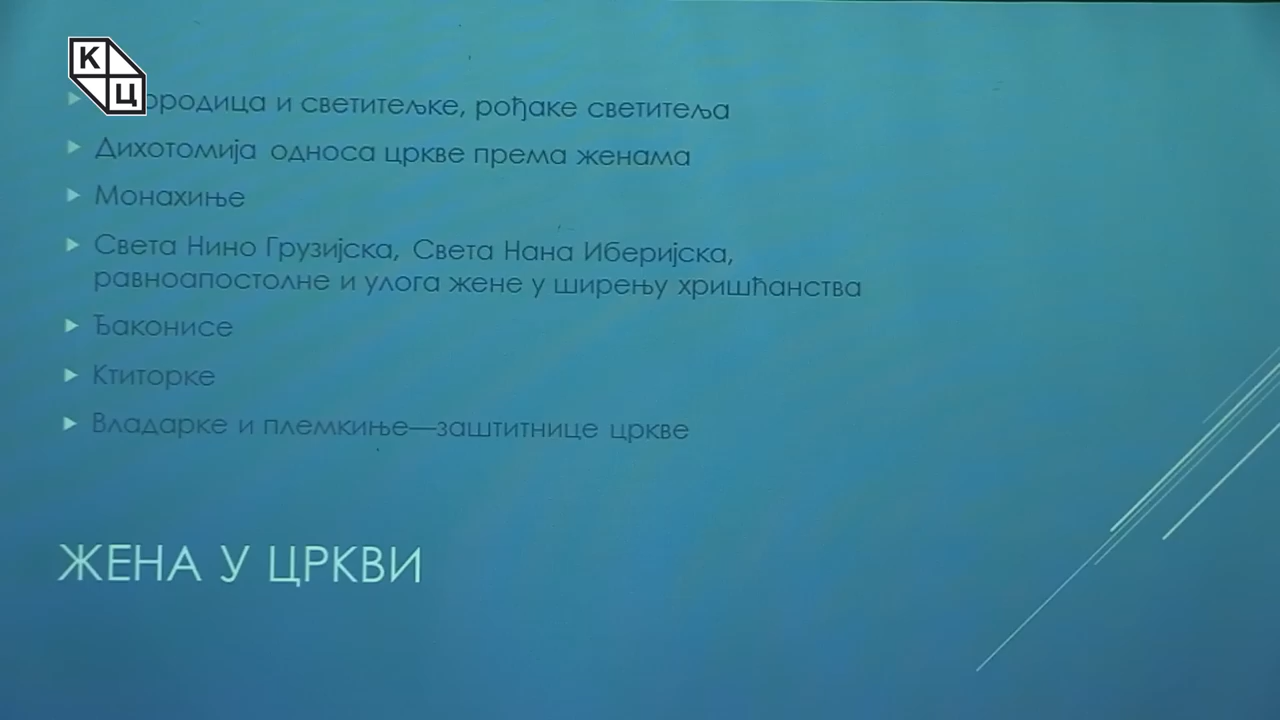 К
Ц
и светитељке, рођаке светитеља
Дихотомија односа цркве према женама
Монахиње
Света Нино Грузијска, Света Нана Иберијска,
равноапостолне и улога жене у ширењу хришћанства
Ђаконисе
Ктиторке
Владарке и племкиње—заштитнице цркве
ЖЕНА У ЦРКВИ